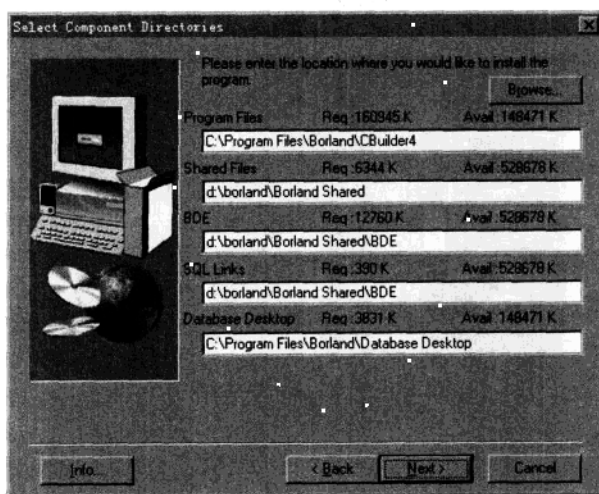 Select Component Directories
Please enter the location where you would like to install the
program.
Browse...
Program Files Req :160945 K Avail :148471 K
C:\Program Files\Borland\CBuilder4
Shared Files Req :6344 K Avail :528678 K
d:\borland\Borland Shared
BDE Req :12760 K Avail :528678 K
d:\borland\Borland Shared\BDE
SQL Links Req :390 K Avail :528678 K
d:\borland\Borland Shared\BDE
Database Desktop Req :3831 K Avail :148471 K
C:\Program Files\Borland\Database Desktop
Info... < Back Next > Cancel